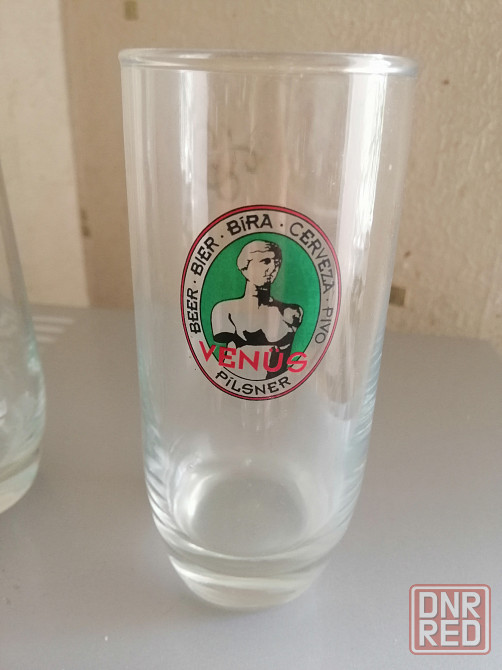 BEER · BIER · BİRA · CERVEZA · PIVO
VENÜS
PİLSNER
DNR
RED